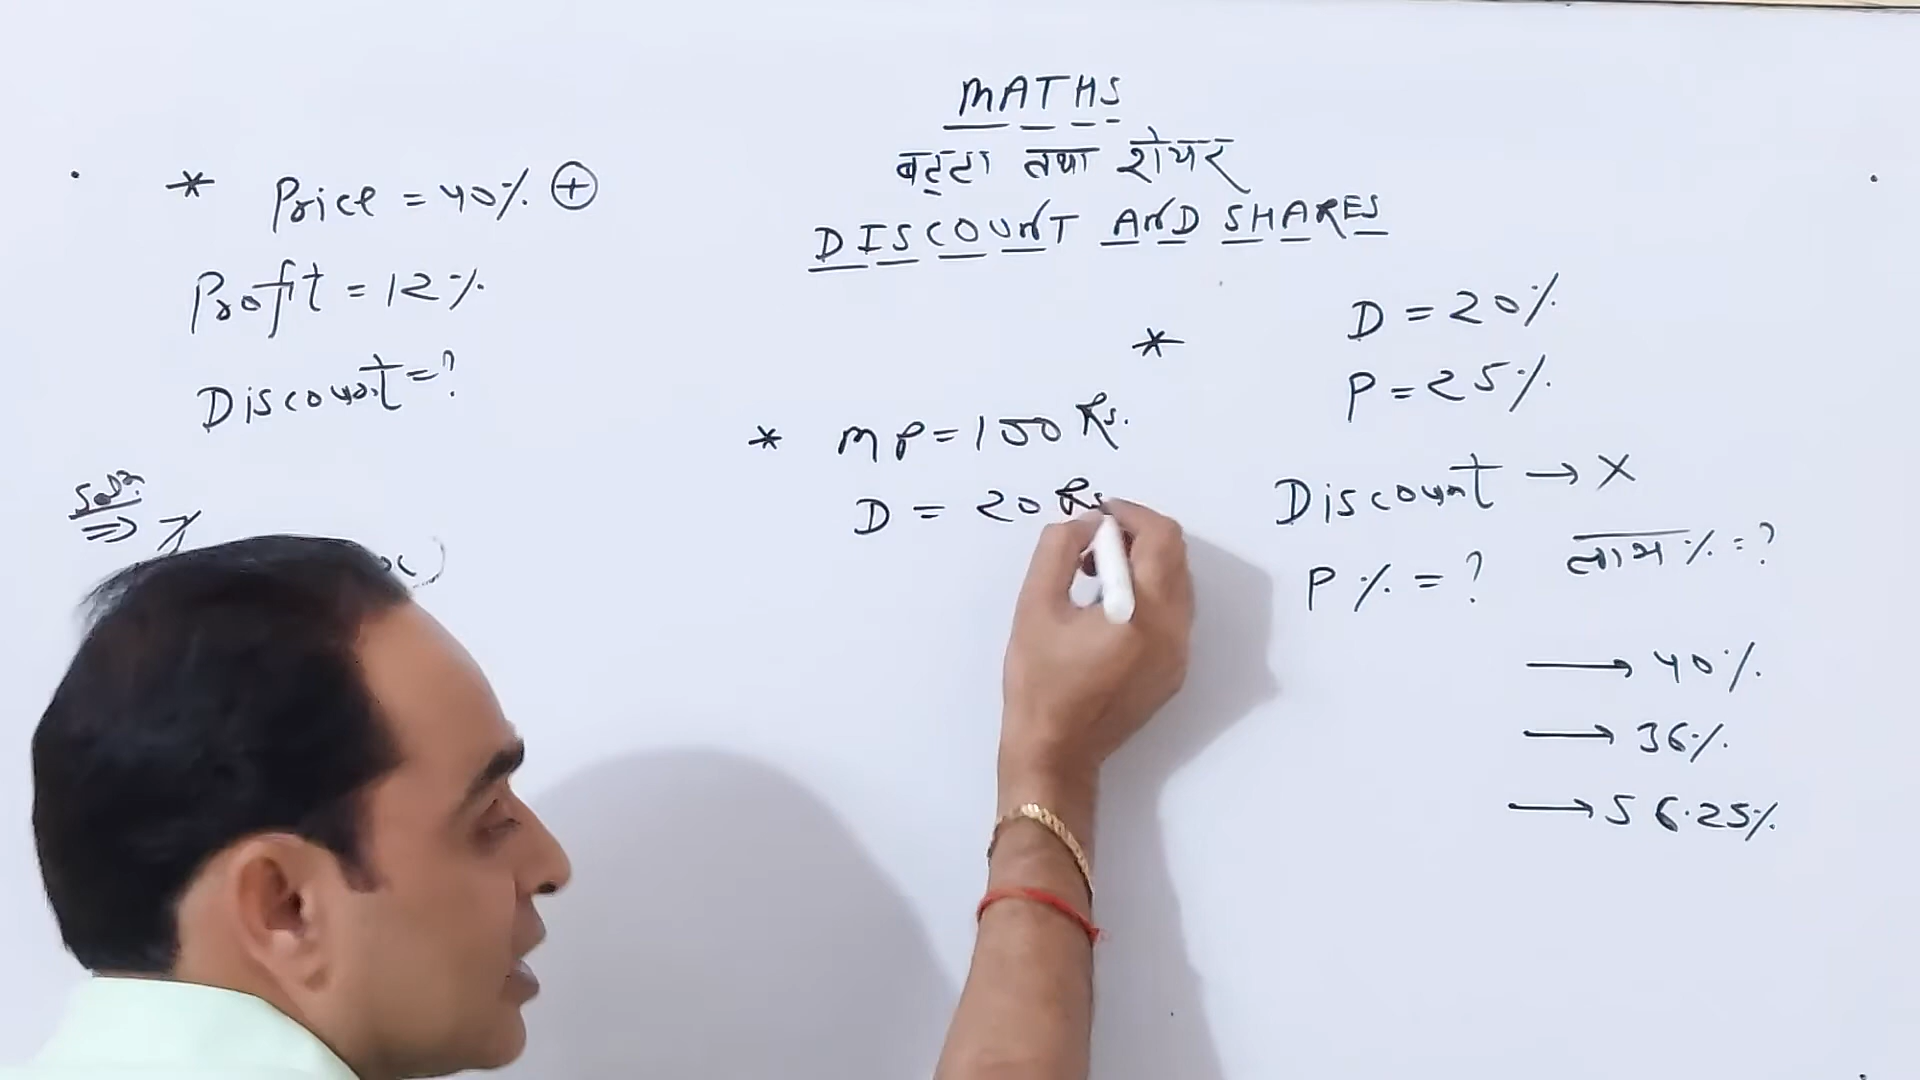 MATHS
बट्टा तथा शेयर
DISCOUNT AND SHARES
* Price = 40% ⊕
Profit = 12%
Discount = ?
Solⁿ
⇒
* MP = 100 Rs.
D = 20 Rs
* D = 20%
P = 25%
Discount → X
P % = ? लाभ % = ?
→ 40%
→ 36%
→ 56.25%